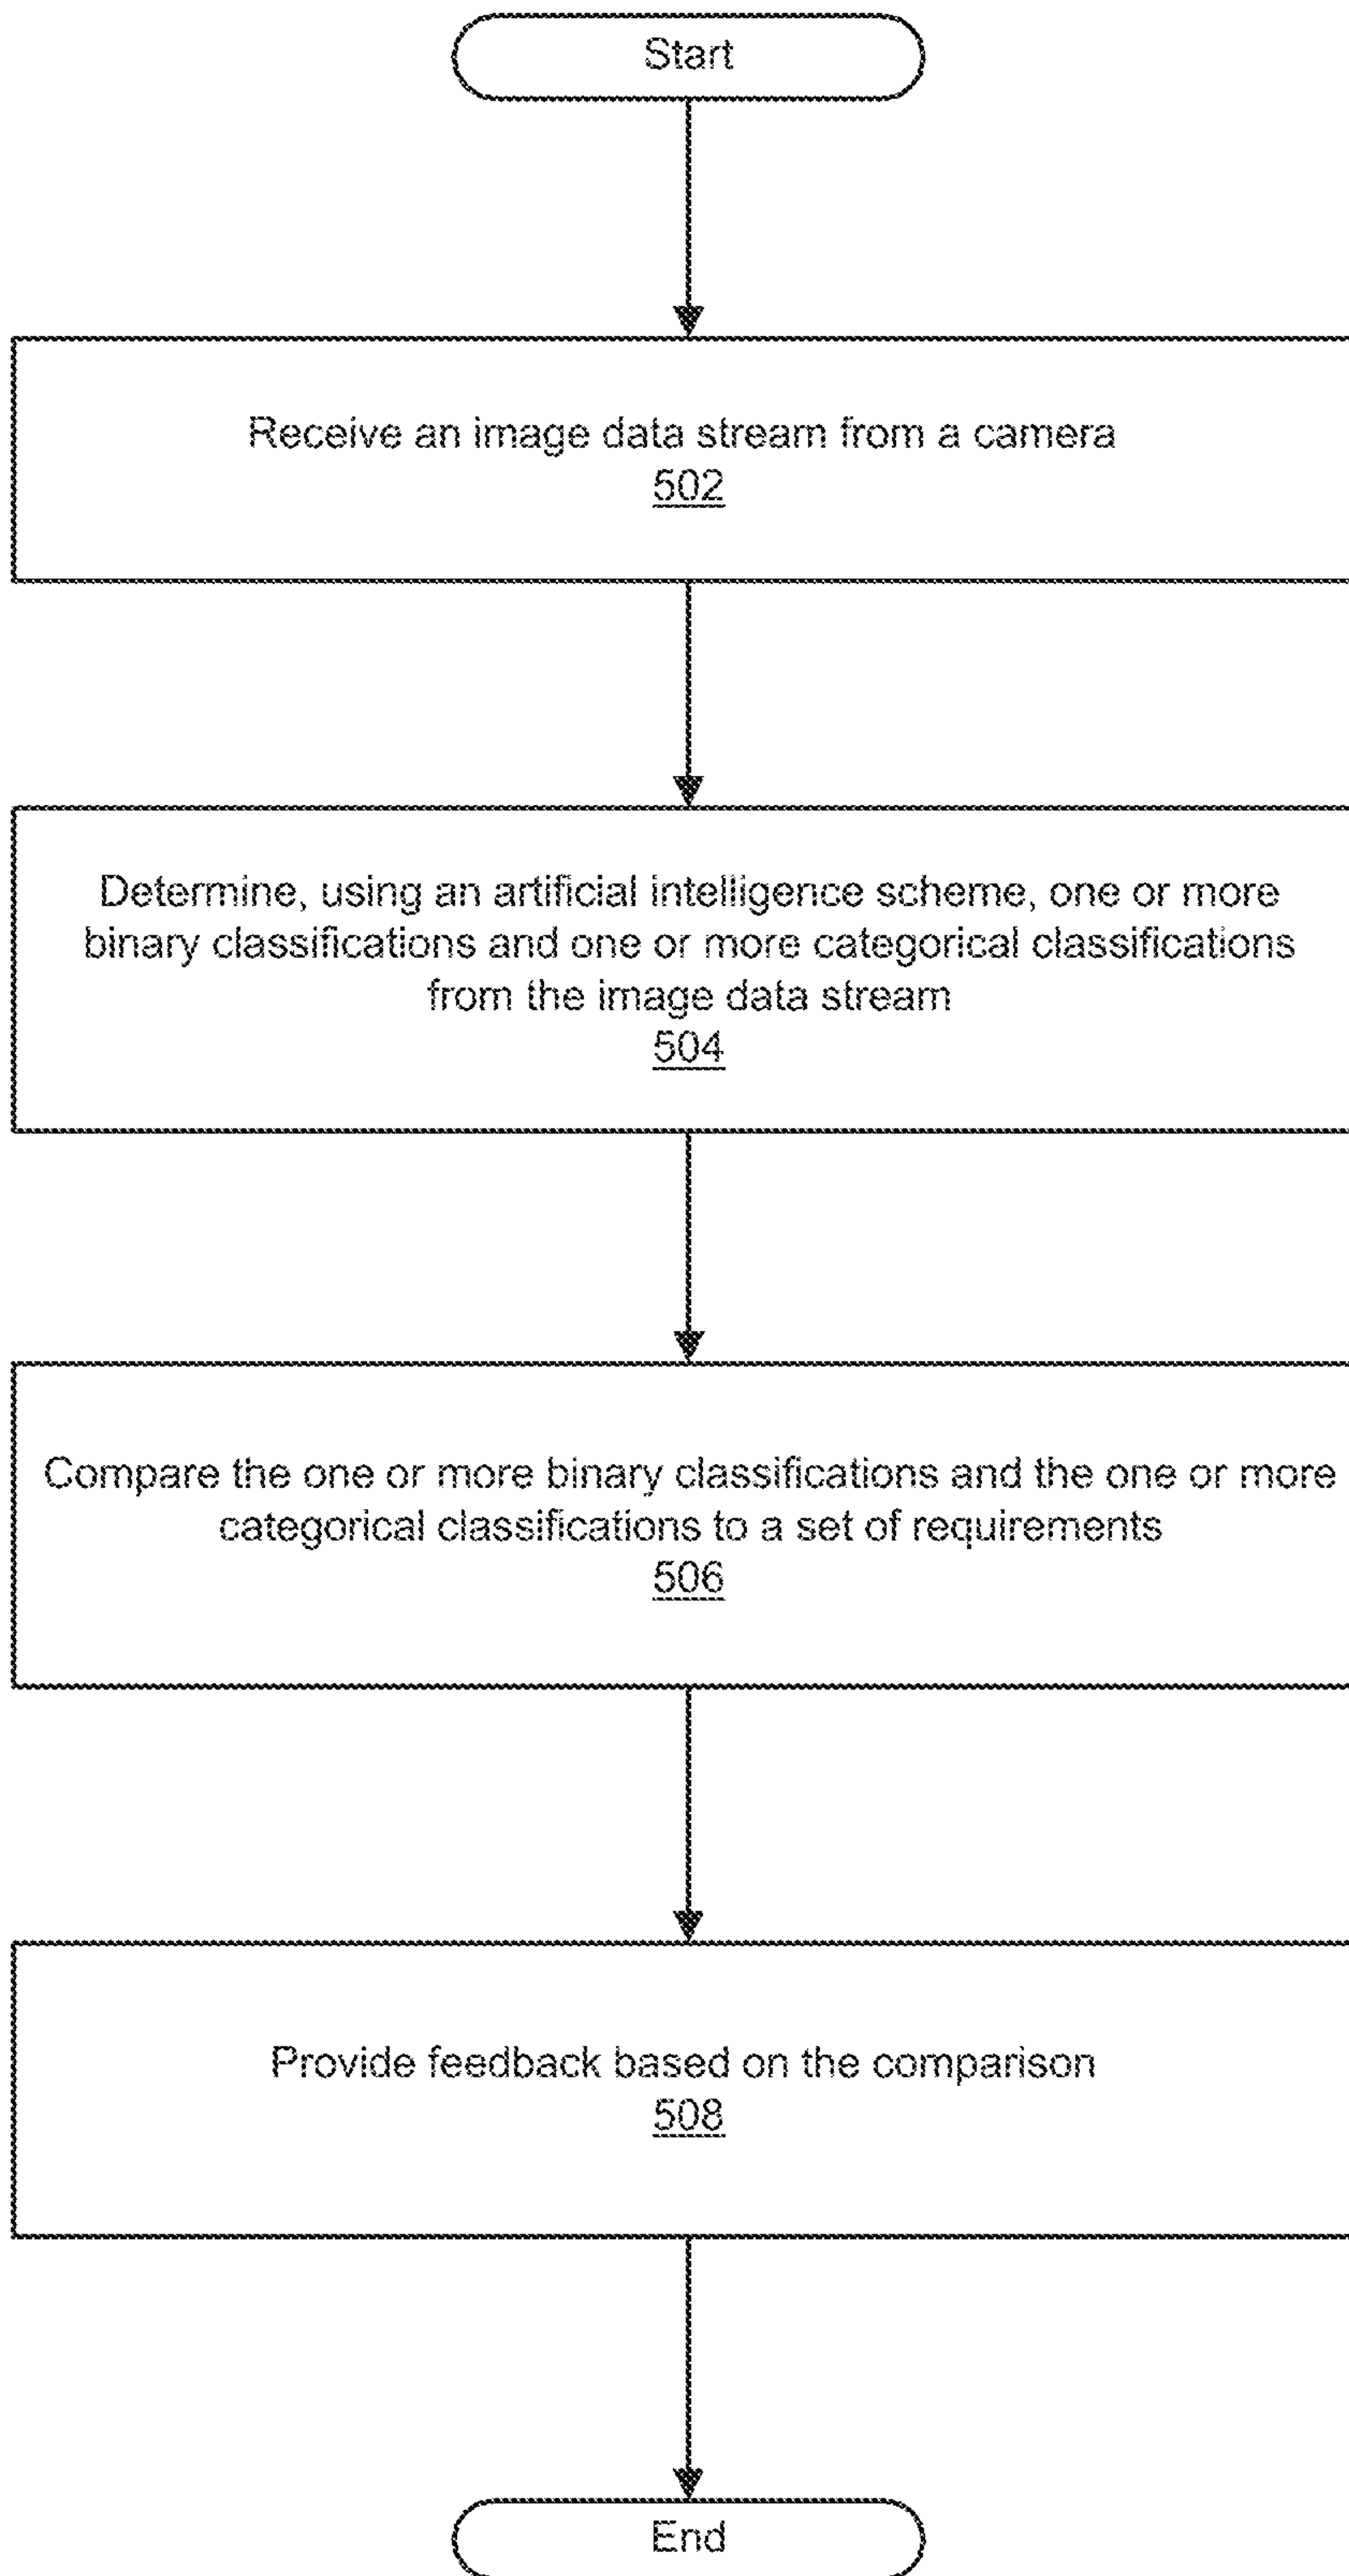 Start
Receive an image data stream from a camera
502
Determine, using an artificial intelligence scheme, one or more
binary classifications and one or more categorical classifications
from the image data stream
504
Compare the one or more binary classifications and the one or more
categorical classifications to a set of requirements
506
Provide feedback based on the comparison
508
End